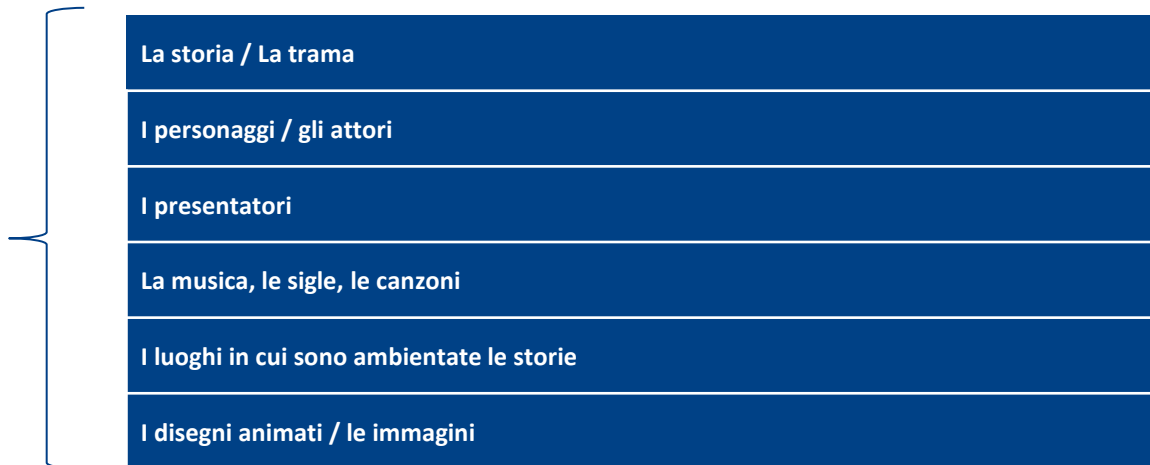 La storia / La trama
I personaggi / gli attori
I presentatori
La musica, le sigle, le canzoni
I luoghi in cui sono ambientate le storie
I disegni animati / le immagini